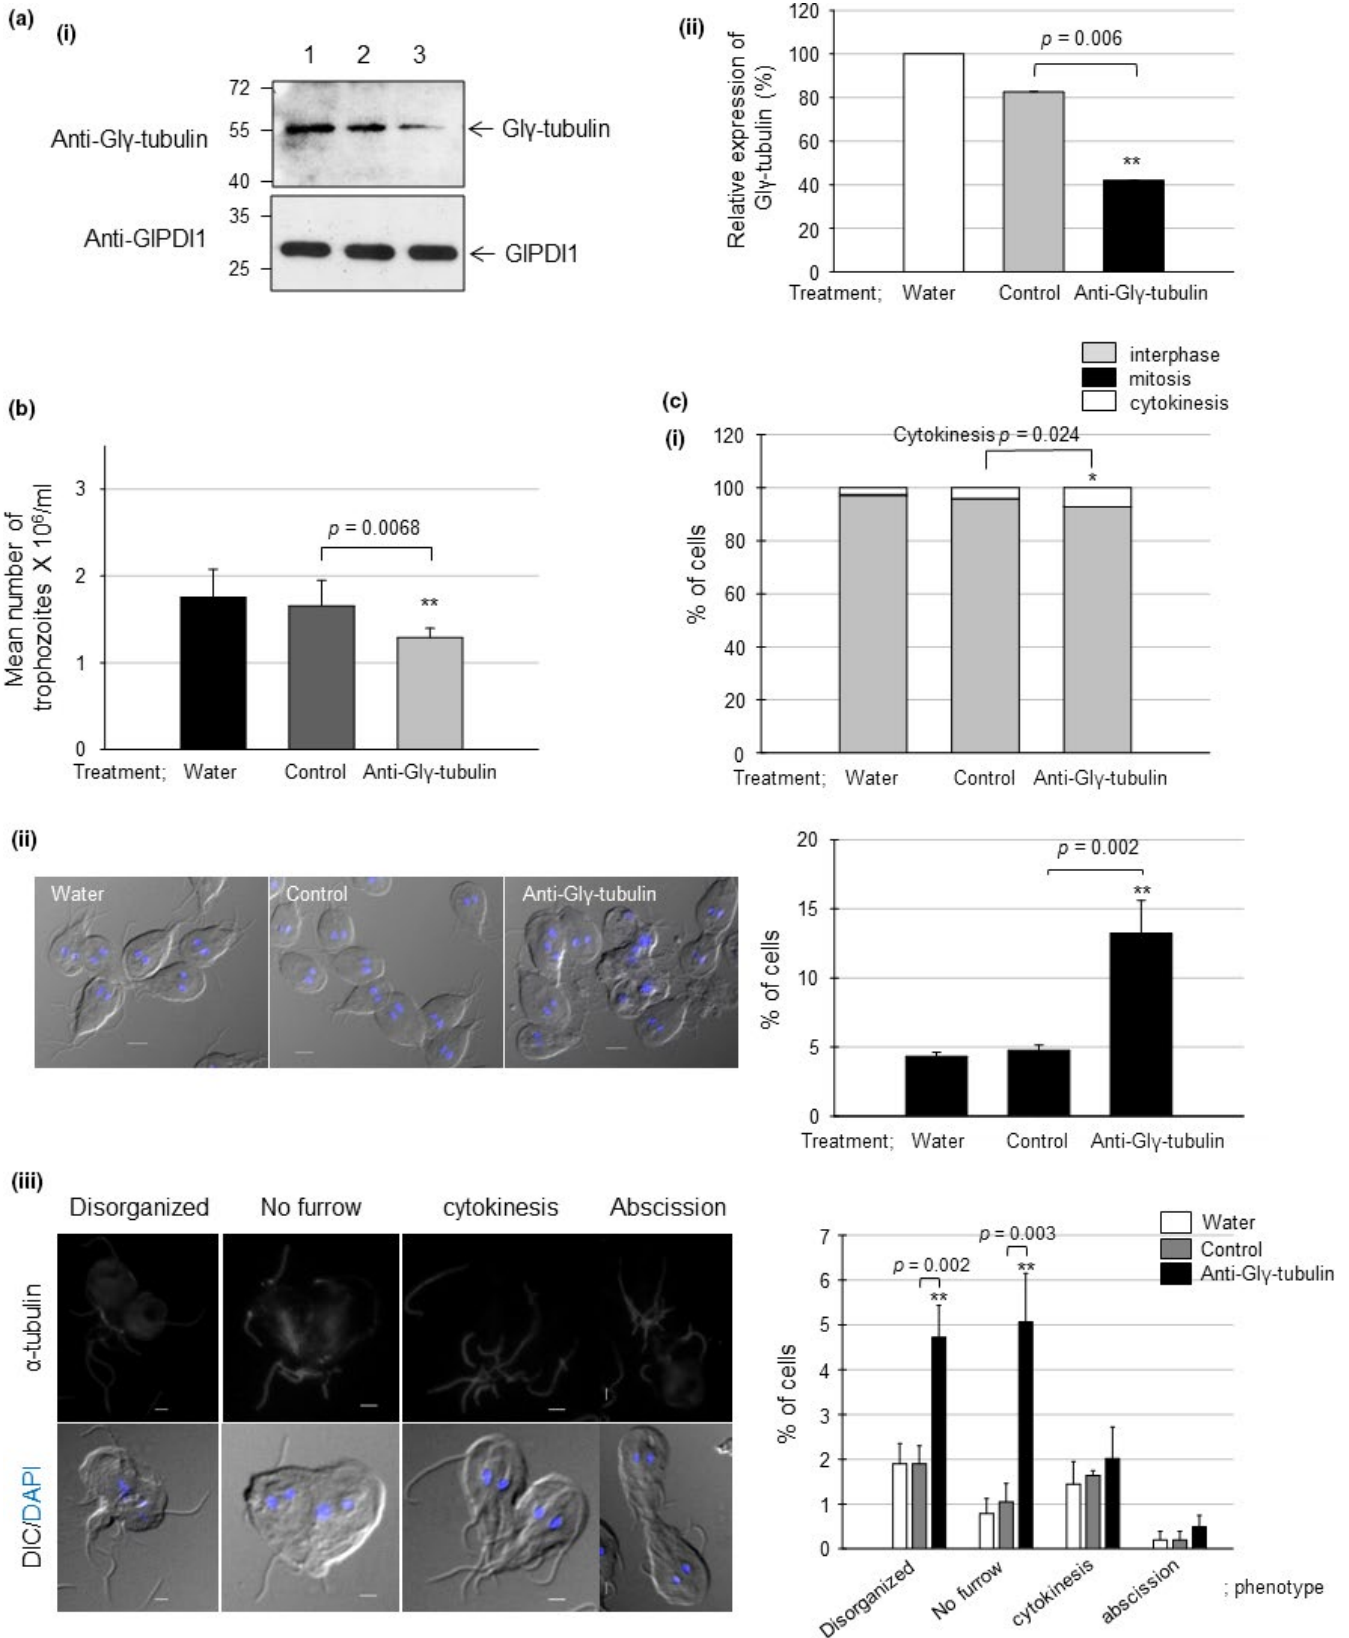 (a)
(i)
1 2 3
72
55
40
Anti-Glγ-tubulin
Glγ-tubulin
35
25
Anti-GlPDI1
GlPDI1
(ii)
Relative expression of
Glγ-tubulin (%)
120
100
80
60
40
20
0
p = 0.006
**
Treatment; Water Control Anti-Glγ-tubulin
(b)
Mean number of
trophozoites X 10⁶/ml
3
2
1
0
p = 0.0068
**
Treatment; Water Control Anti-Glγ-tubulin
(c)
interphase
mitosis
cytokinesis
(i)
% of cells
120
100
80
60
40
20
0
Cytokinesis p = 0.024
*
Treatment; Water Control Anti-Glγ-tubulin
(ii)
Water
Control
Anti-Glγ-tubulin
% of cells
20
15
10
5
0
p = 0.002
**
Treatment; Water Control Anti-Glγ-tubulin
(iii)
Disorganized No furrow cytokinesis Abscission
α-tubulin
DIC/DAPI
% of cells
7
6
5
4
3
2
1
0
p = 0.002
**
p = 0.003
**
Water
Control
Anti-Glγ-tubulin
Disorganized
No furrow
cytokinesis
abscission
; phenotype